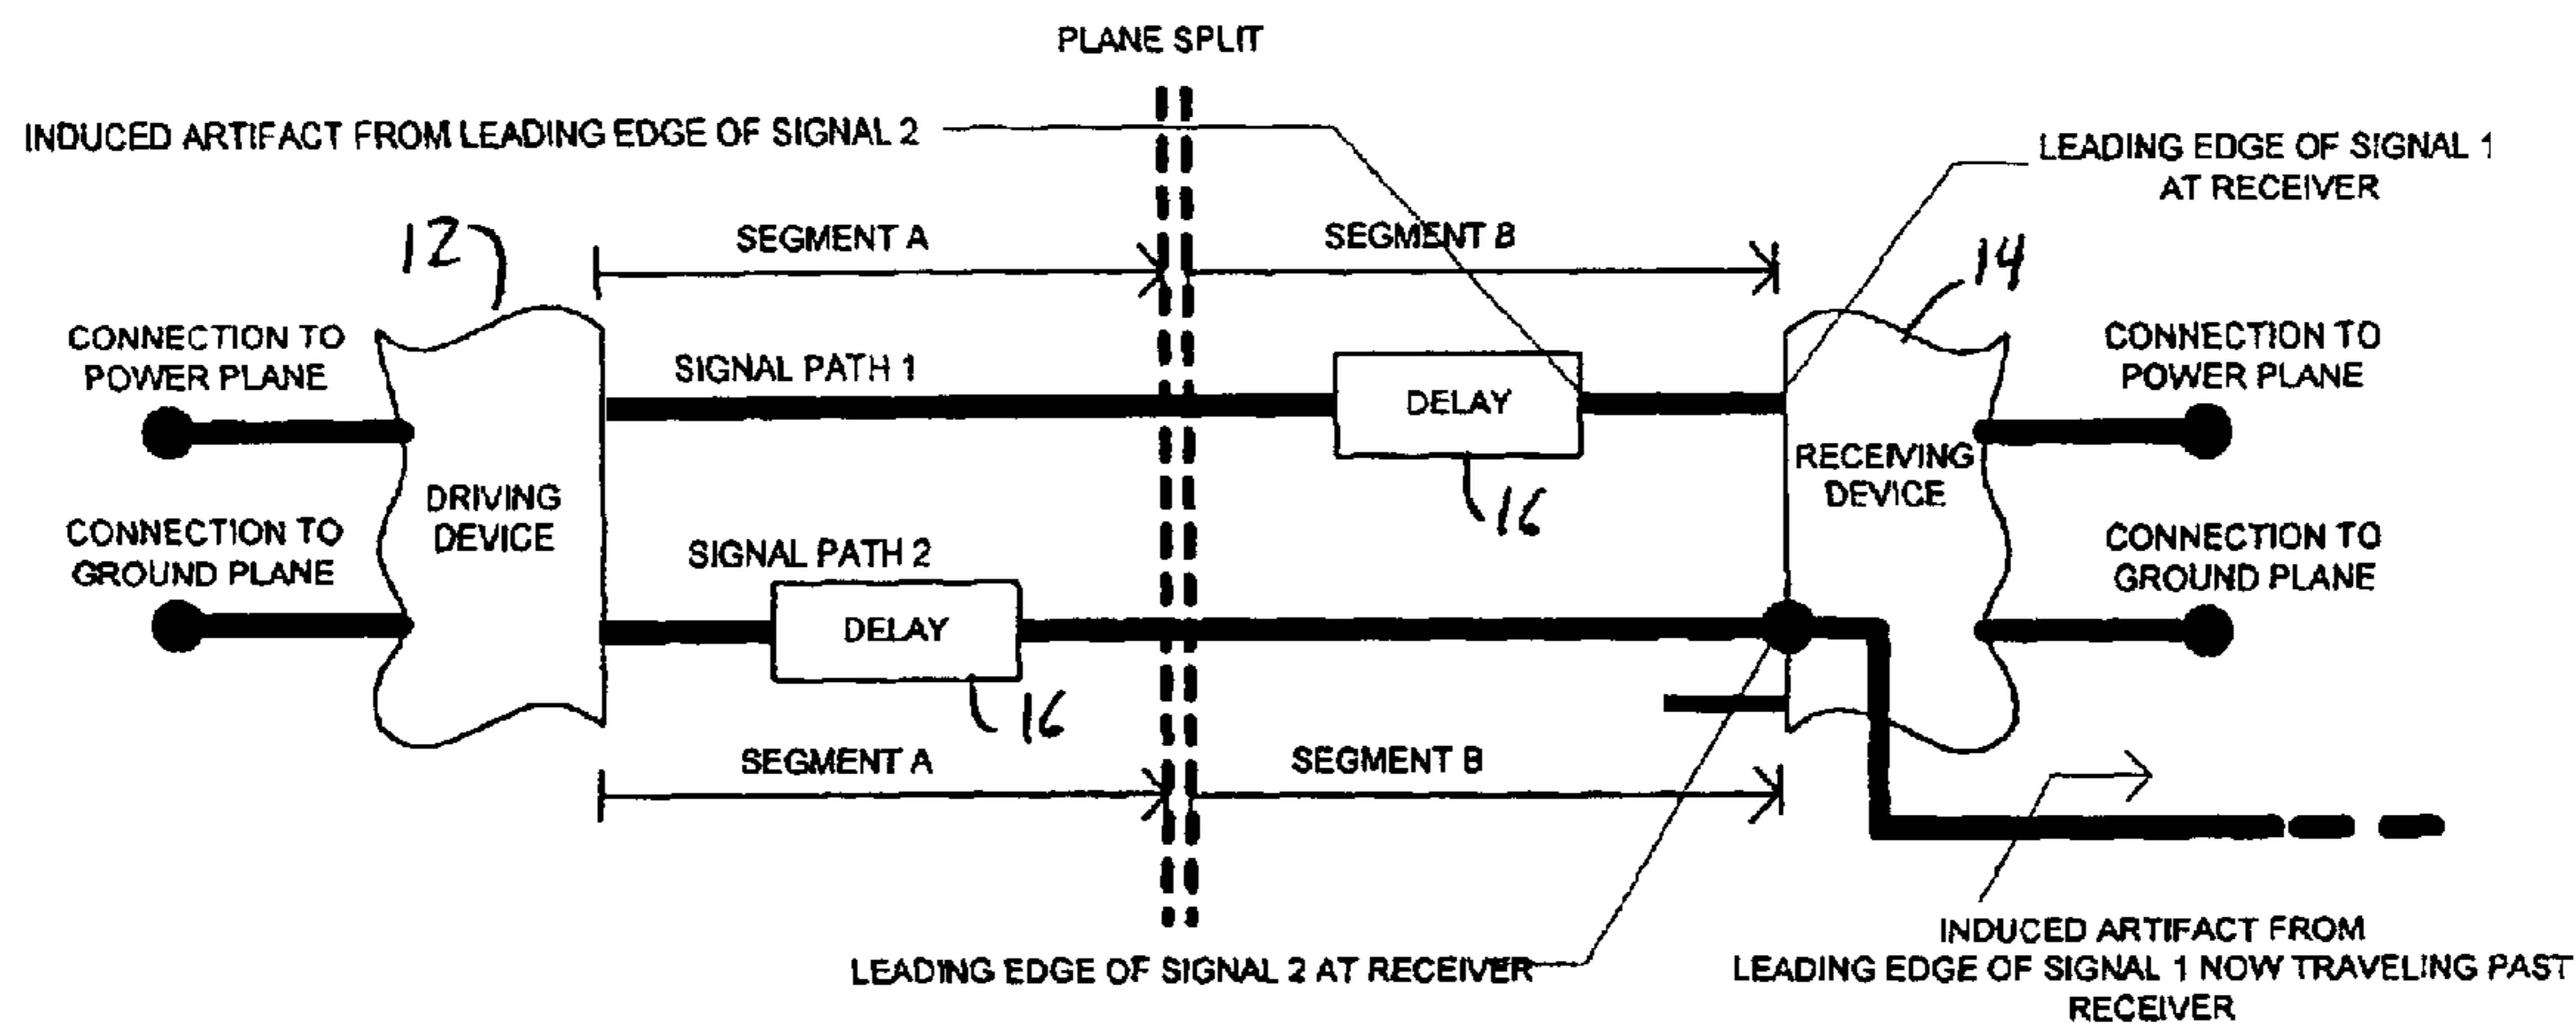 PLANE SPLIT
INDUCED ARTIFACT FROM LEADING EDGE OF SIGNAL 2
LEADING EDGE OF SIGNAL 1
AT RECEIVER
12
SEGMENT A
SEGMENT B
14
CONNECTION TO
POWER PLANE
SIGNAL PATH 1
DELAY
CONNECTION TO
POWER PLANE
RECEIVING
DEVICE
16
DRIVING
DEVICE
CONNECTION TO
GROUND PLANE
SIGNAL PATH 2
DELAY
CONNECTION TO
GROUND PLANE
16
SEGMENT A
SEGMENT B
LEADING EDGE OF SIGNAL 2 AT RECEIVER
INDUCED ARTIFACT FROM
LEADING EDGE OF SIGNAL 1 NOW TRAVELING PAST
RECEIVER